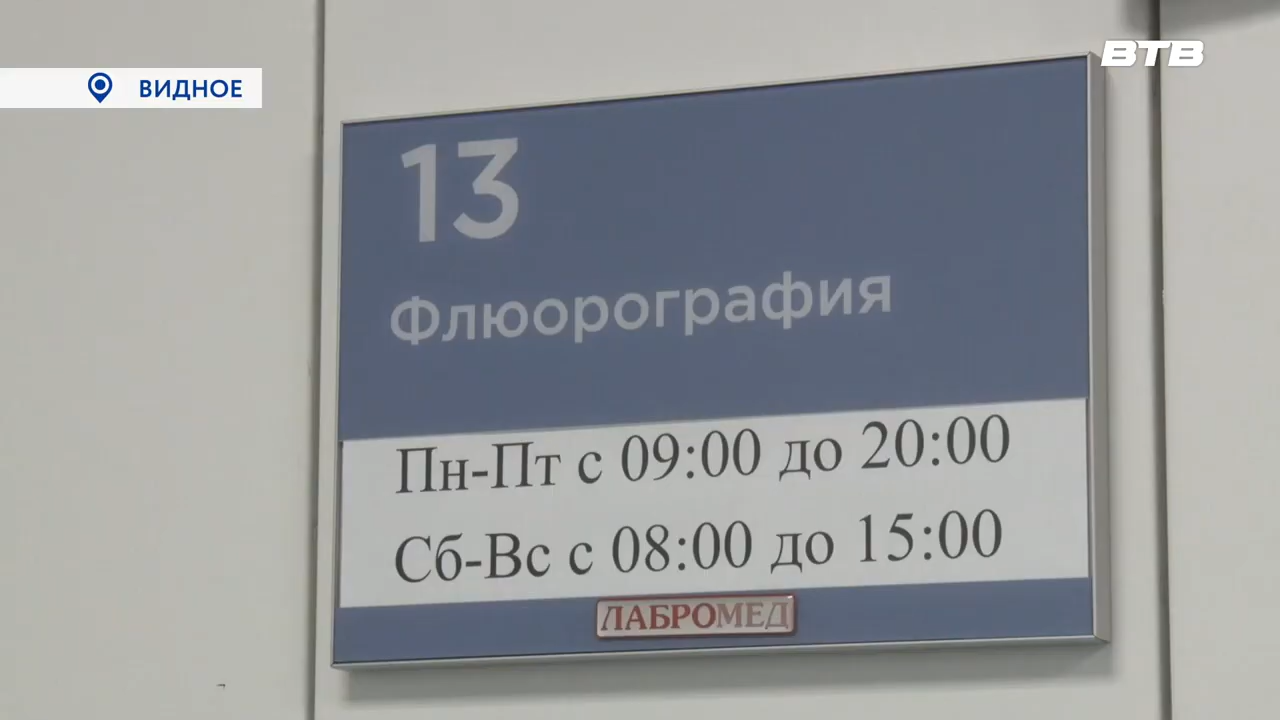 ВИДНОЕ
ВТВ
13
Флюорография
Пн-Пт с 09:00 до 20:00
Сб-Вс с 08:00 до 15:00
ЛАБРОМЕД